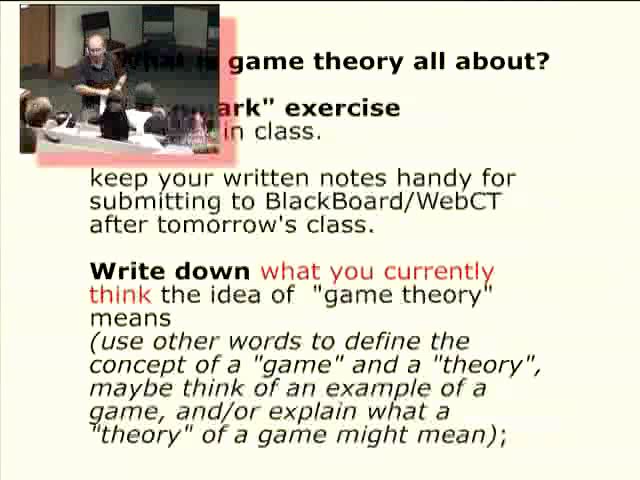 game theory all about?
mark" exercise
in class.
keep your written notes handy for
submitting to BlackBoard/WebCT
after tomorrow's class.
Write down what you currently
think the idea of "game theory"
means
(use other words to define the
concept of a "game" and a "theory",
maybe think of an example of a
game, and/or explain what a
"theory" of a game might mean);